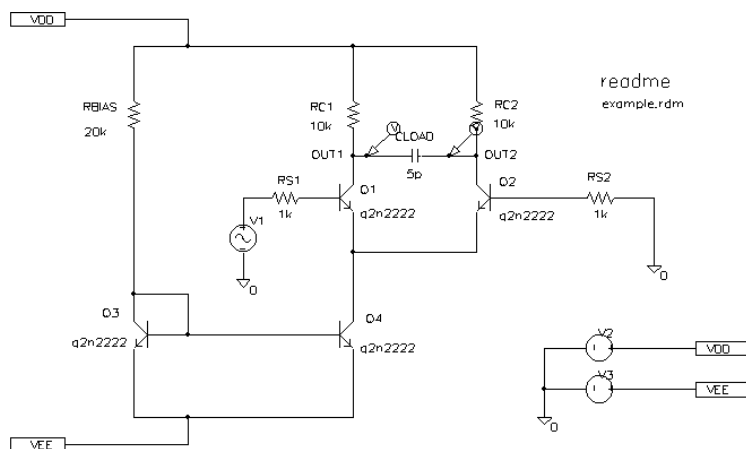 VDD
readme
example.rdm
RBIAS
20k
RC1
10k
RC2
10k
CLOAD
5p
OUT1
OUT2
RS1
1k
V1
0
Q1
q2n2222
Q2
q2n2222
RS2
1k
0
Q3
q2n2222
Q4
q2n2222
V2
VDD
V3
VEE
0
VEE